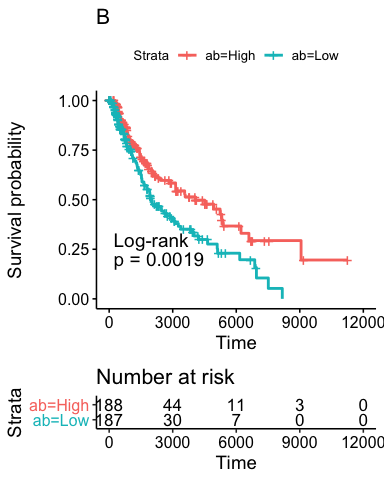 B
Strata ab=High ab=Low
Survival probability
1.00
0.75
0.50
0.25
0.00
Log-rank
p = 0.0019
0 3000 6000 9000 12000
Time
Number at risk
Strata
ab=High 188 44 11 3 0
ab=Low 187 30 7 0 0
0 3000 6000 9000 12000
Time